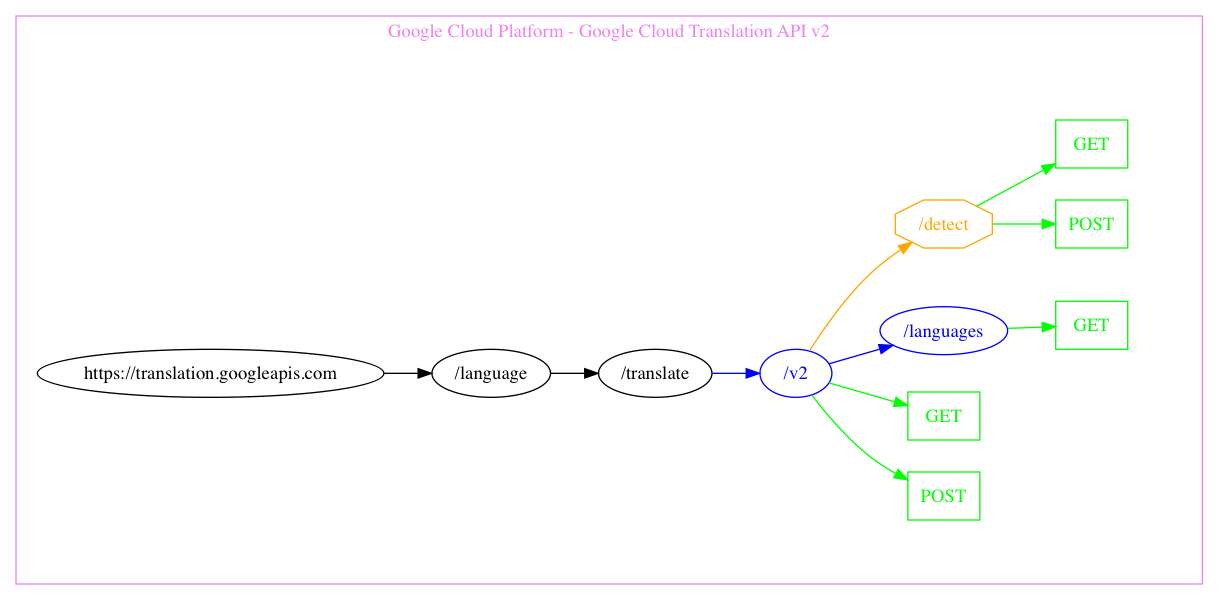 Google Cloud Platform - Google Cloud Translation API v2
GET
/detect
POST
/languages
GET
https://translation.googleapis.com
/language
/translate
/v2
GET
POST